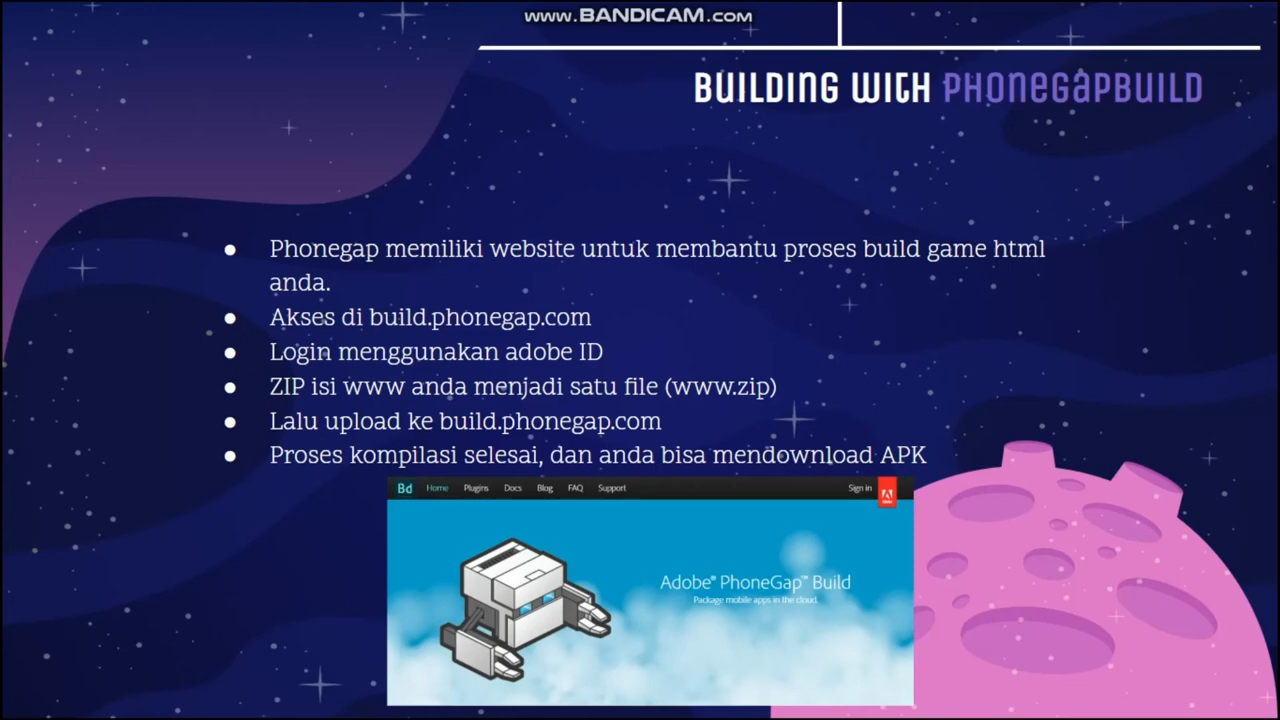 www.BANDICAM.com
BUILDING WITH PHONEGAPBUILD
● Phonegap memiliki website untuk membantu proses build game html
anda.
● Akses di build.phonegap.com
● Login menggunakan adobe ID
● ZIP isi www anda menjadi satu file (www.zip)
● Lalu upload ke build.phonegap.com
● Proses kompilasi selesai, dan anda bisa mendownload APK
Bd Home Plugins Docs Blog FAQ Support Sign in
Adobe® PhoneGap™ Build
Package mobile apps in the cloud.